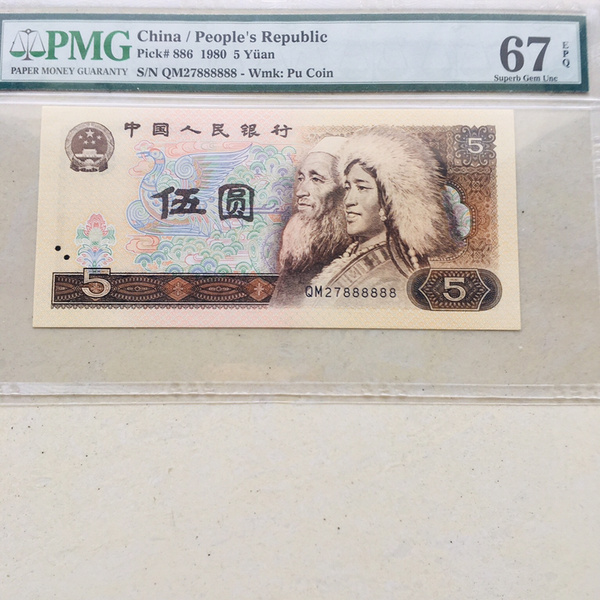 PMG
PAPER MONEY GUARANTY
China / People's Republic
Pick# 886 1980 5 Yüan
S/N QM27888888 - Wmk: Pu Coin
67 EPQ
Superb Gem Unc
中国人民银行
5
伍圆
5
QM27888888
5